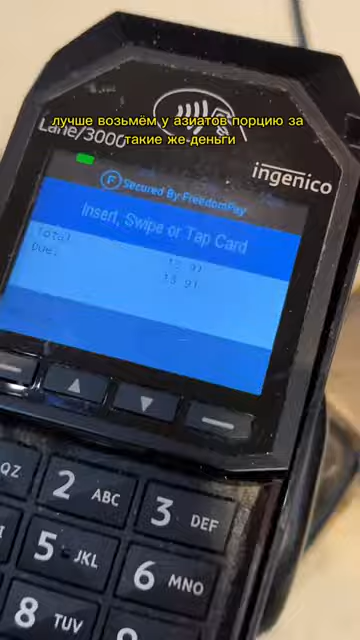 лучше возьмём у азиатов порцию за
такие же деньги
Lane/3000
ingenico
F Secured By FreedomPay
Insert, Swipe or Tap Card
Total
Due:
QZ
2 ABC
3 DEF
5 JKL
6 MNO
8 TUV